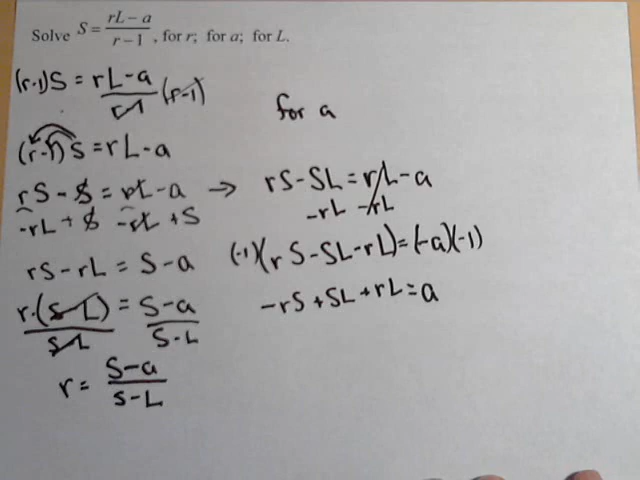 Solve S = (rL − a)/(r − 1), for r; for a; for L.
(r-1)S = (rL-a)/(r-1) (r-1)
for a
(r-1)S = rL-a
rS - S = rL - a → rS-SL = rL-a
-rL + S -rL + S
-rL -rL
rS - rL = S-a
(-1)(rS-SL-rL)=(-a)(-1)
r·(S-L)/(S-L) = (S-a)/(S-L)
-rS+SL+rL=a
r = (S-a)/(S-L)